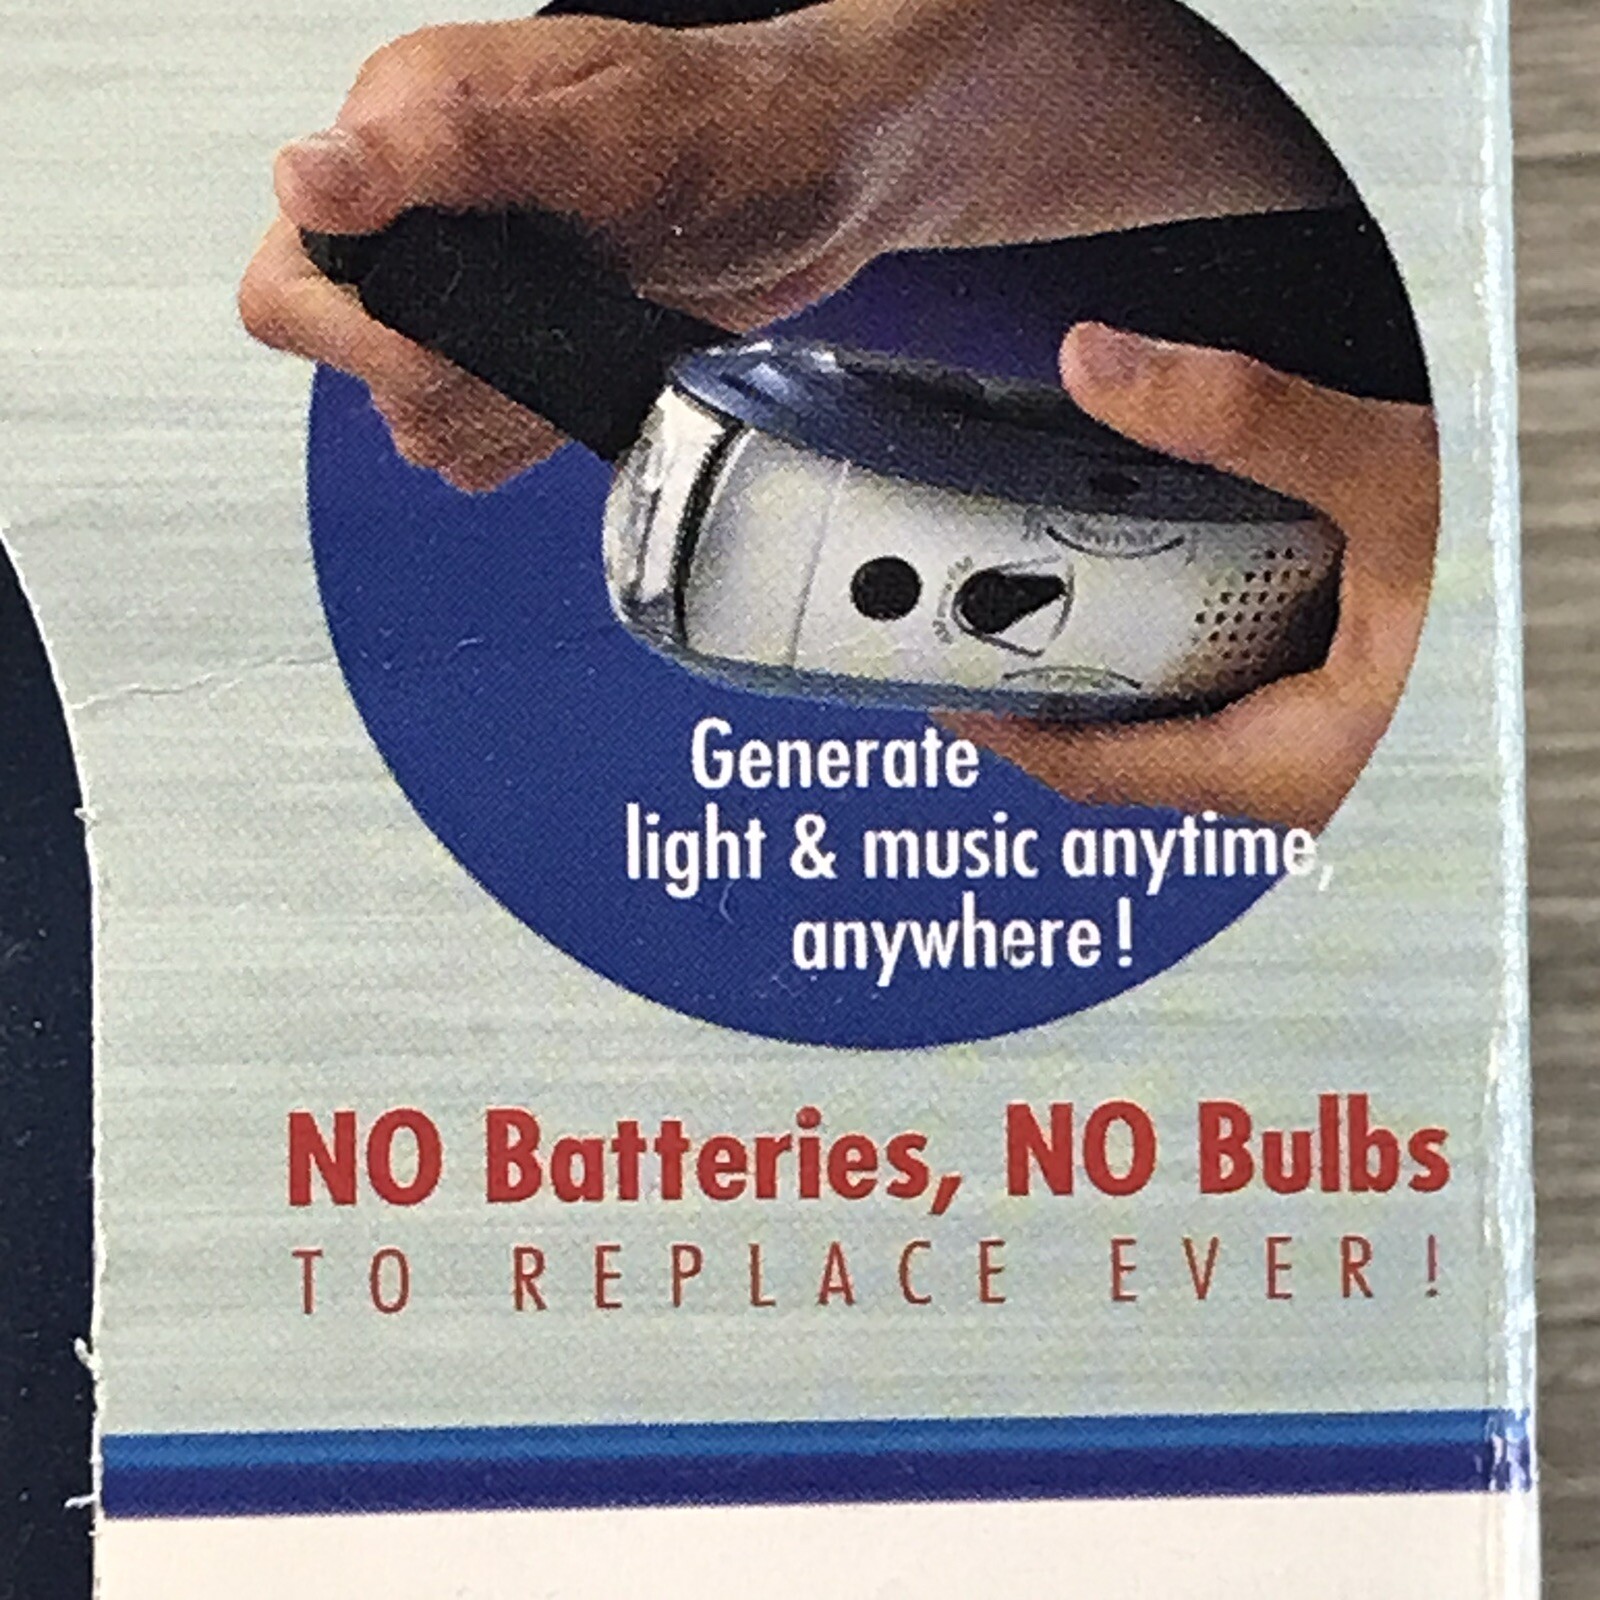 Generate
light & music anytime,
anywhere!
NO Batteries, NO Bulbs
TO REPLACE EVER!